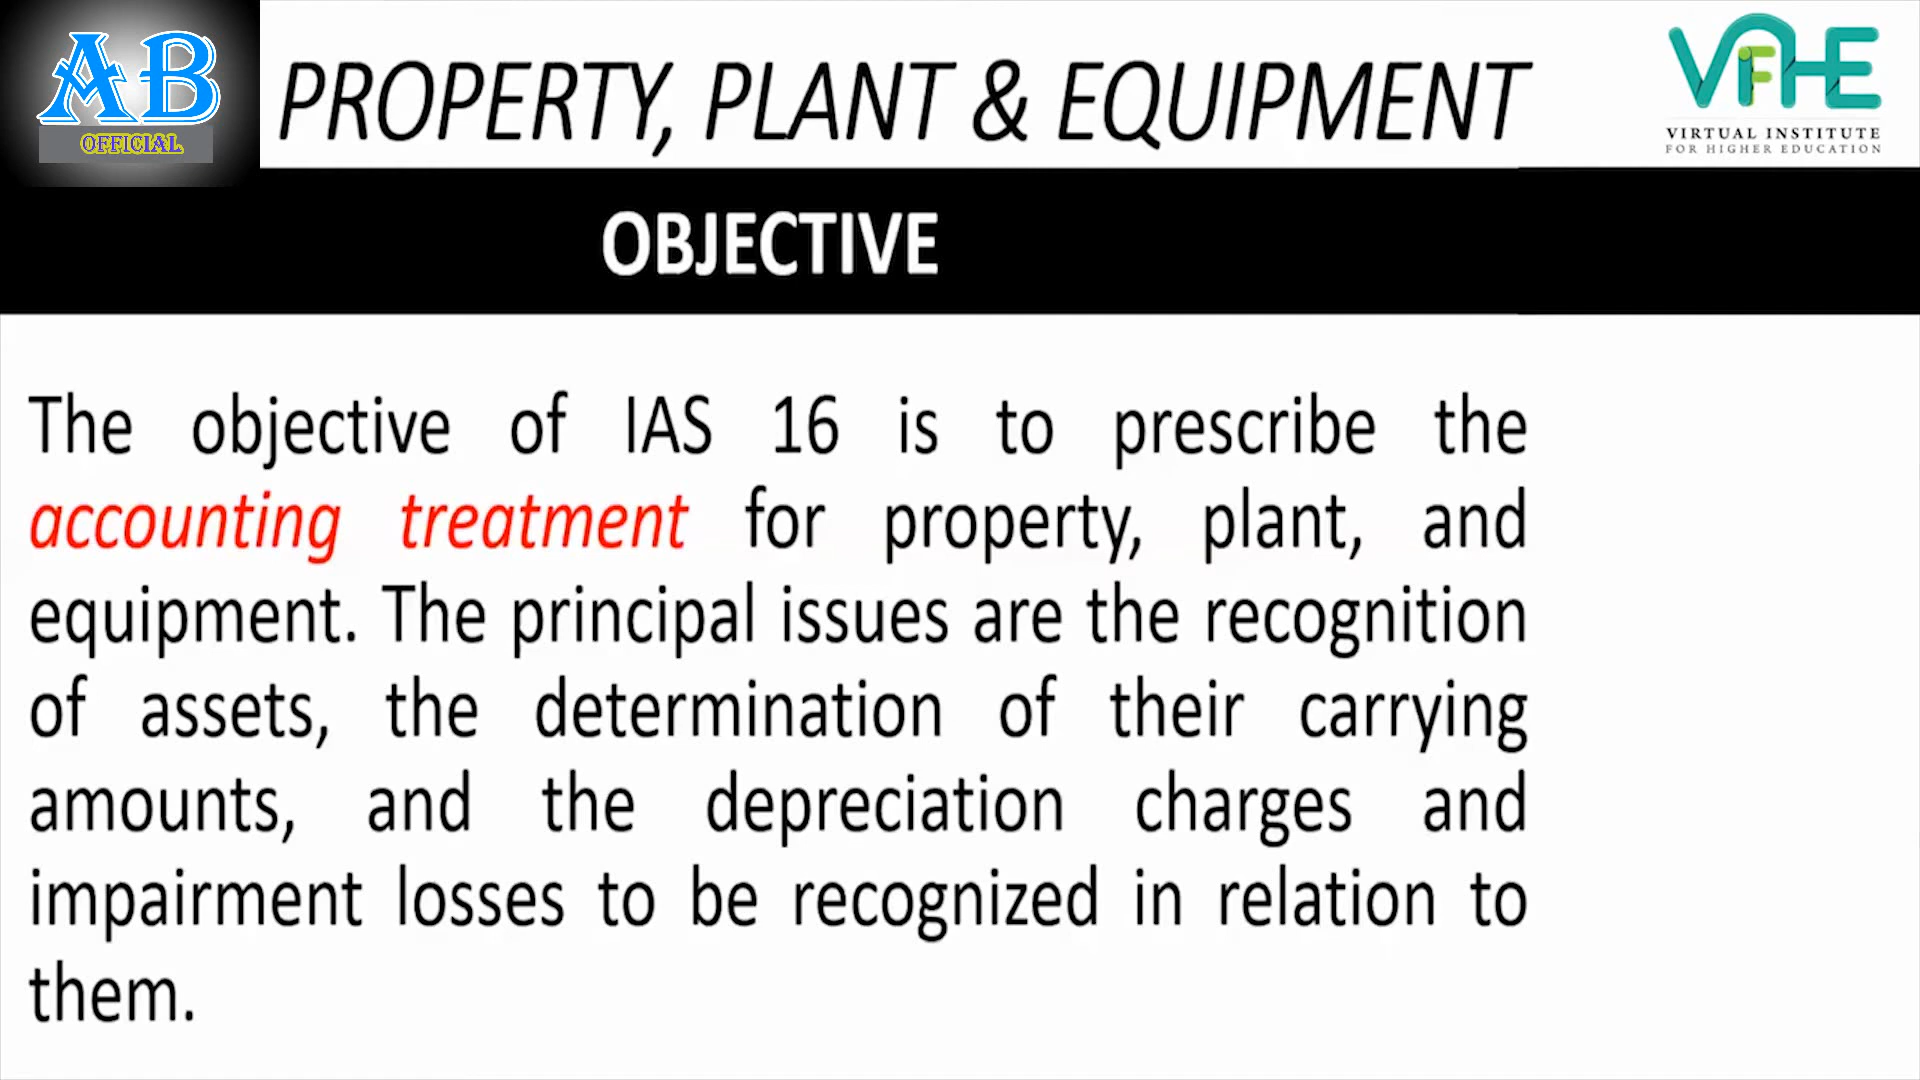 AB
OFFICIAL
PROPERTY, PLANT & EQUIPMENT
VIFHE
VIRTUAL INSTITUTE
FOR HIGHER EDUCATION
OBJECTIVE
The objective of IAS 16 is to prescribe the
accounting treatment for property, plant, and
equipment. The principal issues are the recognition
of assets, the determination of their carrying
amounts, and the depreciation charges and
impairment losses to be recognized in relation to
them.